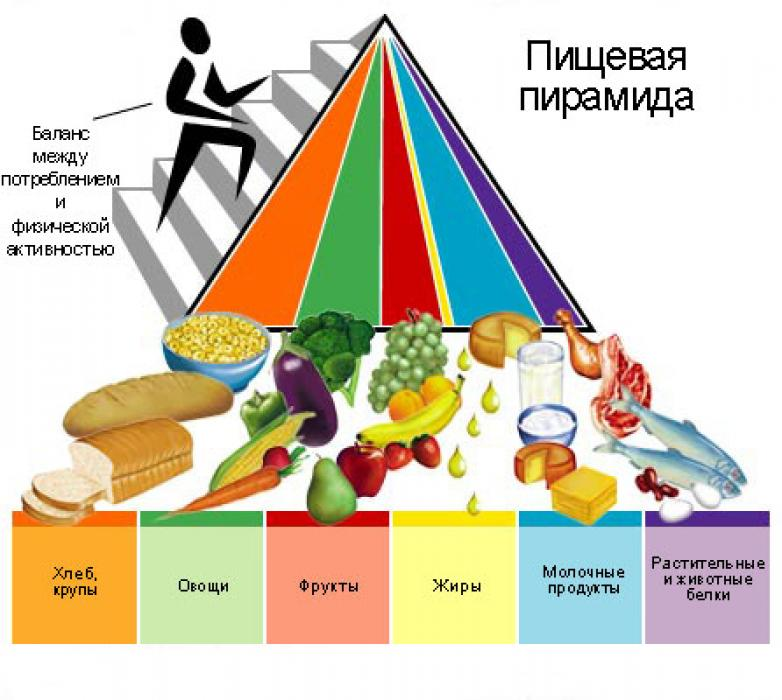 Пищевая
пирамида
Баланс
между
потреблением
и
физической
активностью
Хлеб,
крупы
Овощи
Фрукты
Жиры
Молочные
продукты
Растительные
и животные
белки